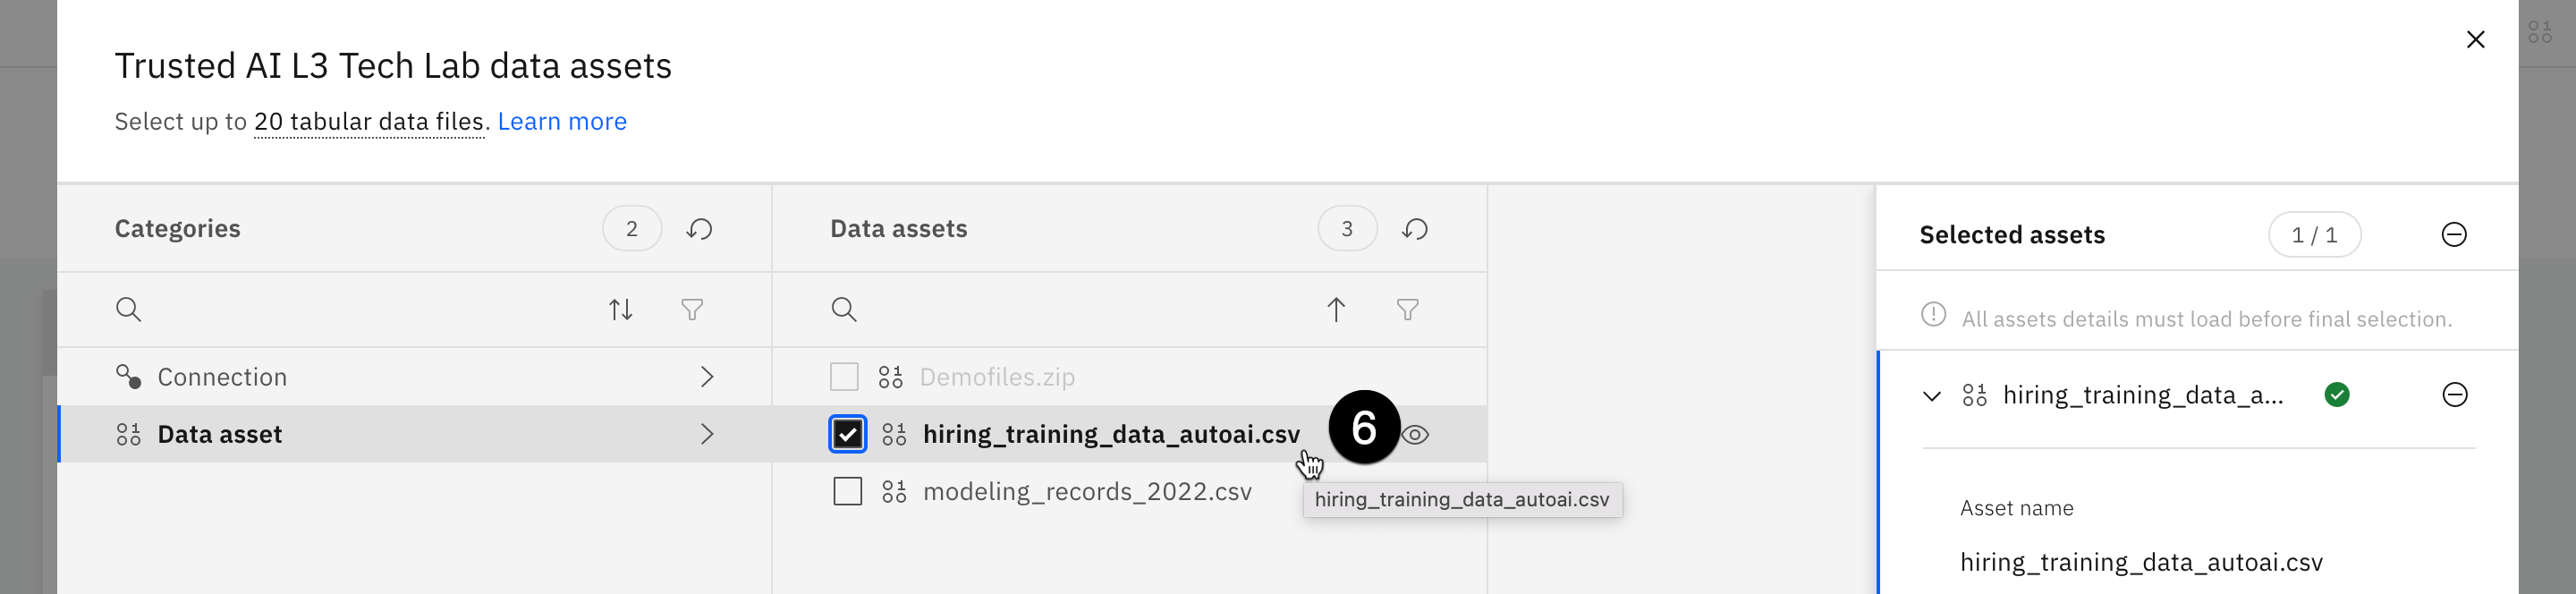 Trusted AI L3 Tech Lab data assets
Select up to 20 tabular data files. Learn more
Categories
2
Connection
Data asset
Data assets
3
Demofiles.zip
hiring_training_data_autoai.csv
6
modeling_records_2022.csv
hiring_training_data_autoai.csv
Selected assets
1 / 1
All assets details must load before final selection.
hiring_training_data_a...
Asset name
hiring_training_data_autoai.csv